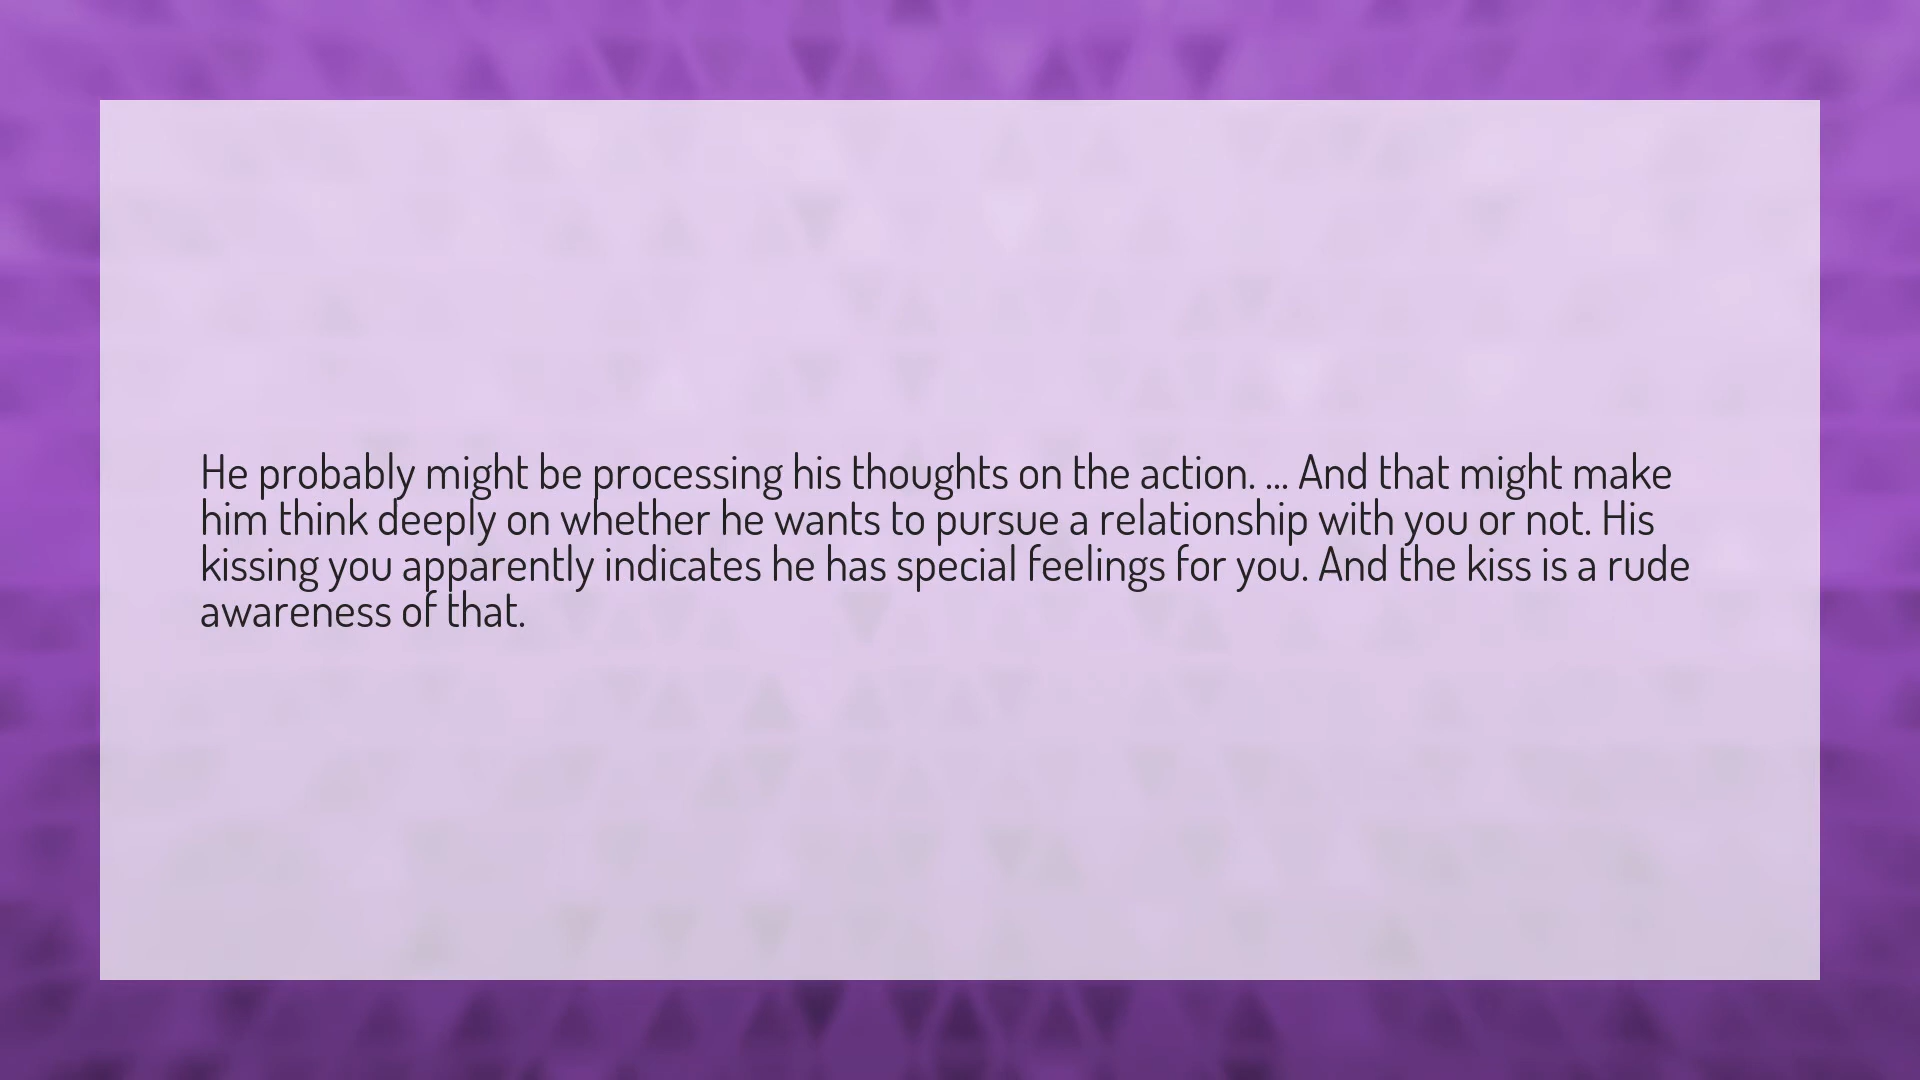 He probably might be processing his thoughts on the action. ... And that might make
him think deeply on whether he wants to pursue a relationship with you or not. His
kissing you apparently indicates he has special feelings for you. And the kiss is a rude
awareness of that.